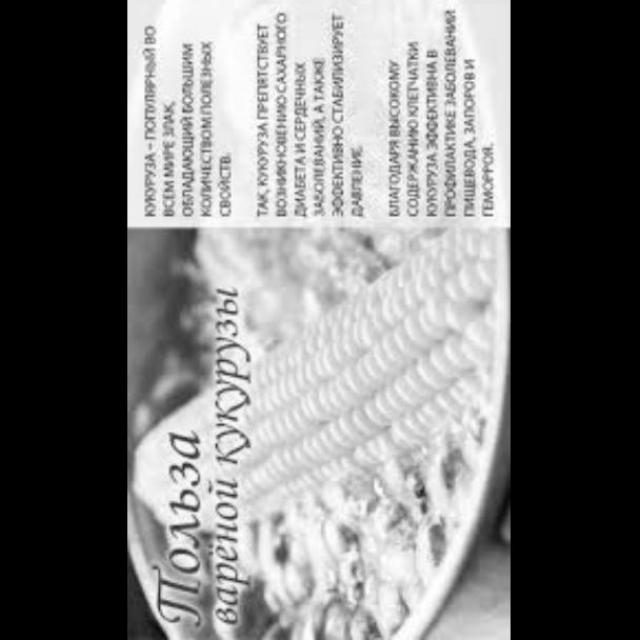 Польза
варёной кукурузы
КУКУРУЗА – ПОПУЛЯРНЫЙ ВО
ВСЕМ МИРЕ ЗЛАК,
ОБЛАДАЮЩИЙ БОЛЬШИМ
КОЛИЧЕСТВОМ ПОЛЕЗНЫХ
СВОЙСТВ.
ТАК, КУКУРУЗА ПРЕПЯТСТВУЕТ
ВОЗНИКНОВЕНИЮ САХАРНОГО
ДИАБЕТА И СЕРДЕЧНЫХ
ЗАБОЛЕВАНИЙ, А ТАКЖЕ
ЭФФЕКТИВНО СТАБИЛИЗИРУЕТ
ДАВЛЕНИЕ.
БЛАГОДАРЯ ВЫСОКОМУ
СОДЕРЖАНИЮ КЛЕТЧАТКИ
КУКУРУЗА ЭФФЕКТИВНА В
ПРОФИЛАКТИКЕ ЗАБОЛЕВАНИЙ
ПИЩЕВОДА, ЗАПОРОВ И
ГЕМОРРОЯ.